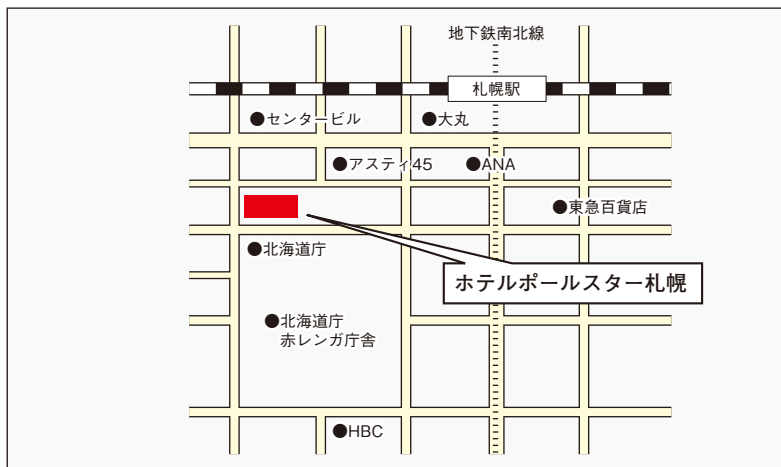 地下鉄南北線
札幌駅
●センタービル
●大丸
●アスティ45
●ANA
●東急百貨店
●北海道庁
ホテルポールスター札幌
●北海道庁
赤レンガ庁舎
●HBC